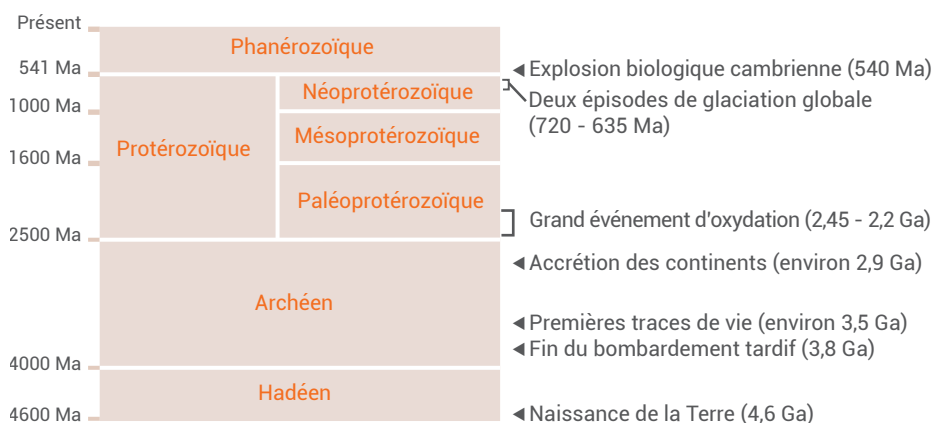 Présent
Phanérozoïque
541 Ma
Explosion biologique cambrienne (540 Ma)
Néoprotérozoïque
Deux épisodes de glaciation globale
(720 - 635 Ma)
1000 Ma
Protérozoïque
Mésoprotérozoïque
1600 Ma
Paléoprotérozoïque
Grand événement d'oxydation (2,45 - 2,2 Ga)
2500 Ma
Accrétion des continents (environ 2,9 Ga)
Archéen
Premières traces de vie (environ 3,5 Ga)
Fin du bombardement tardif (3,8 Ga)
4000 Ma
Hadéen
4600 Ma
Naissance de la Terre (4,6 Ga)